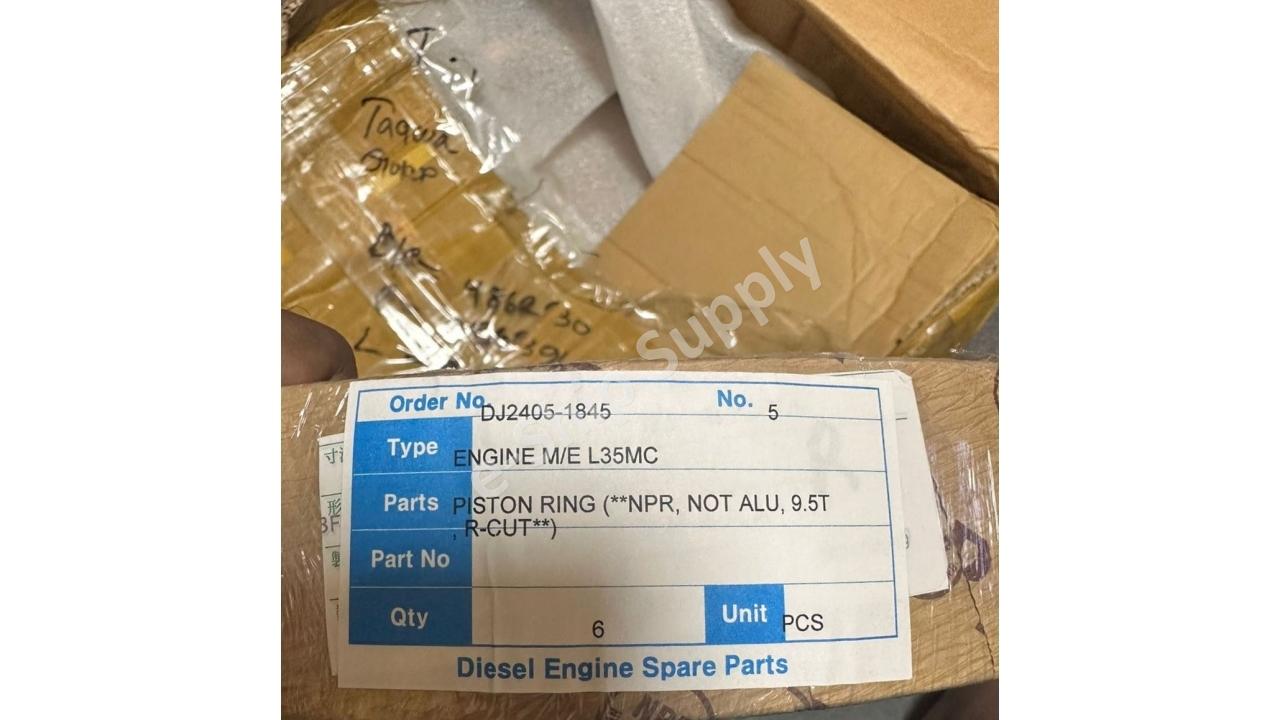 Taqwa
Order No.
DJ2405-1845
No.
5
Type
ENGINE M/E L35MC
Parts
PISTON RING (**NPR, NOT ALU, 9.5T
, R-CUT**)
Part No
Qty
6
Unit
PCS
Diesel Engine Spare Parts
Supply